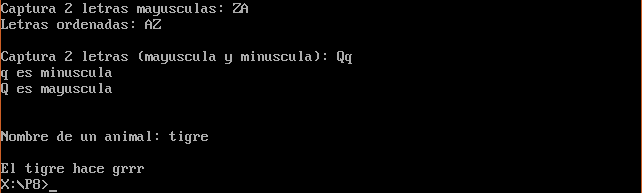 Captura 2 letras mayusculas: ZA
Letras ordenadas: AZ
Captura 2 letras (mayuscula y minuscula): Qq
q es minuscula
Q es mayuscula
Nombre de un animal: tigre
El tigre hace grrr
X:\P8>_